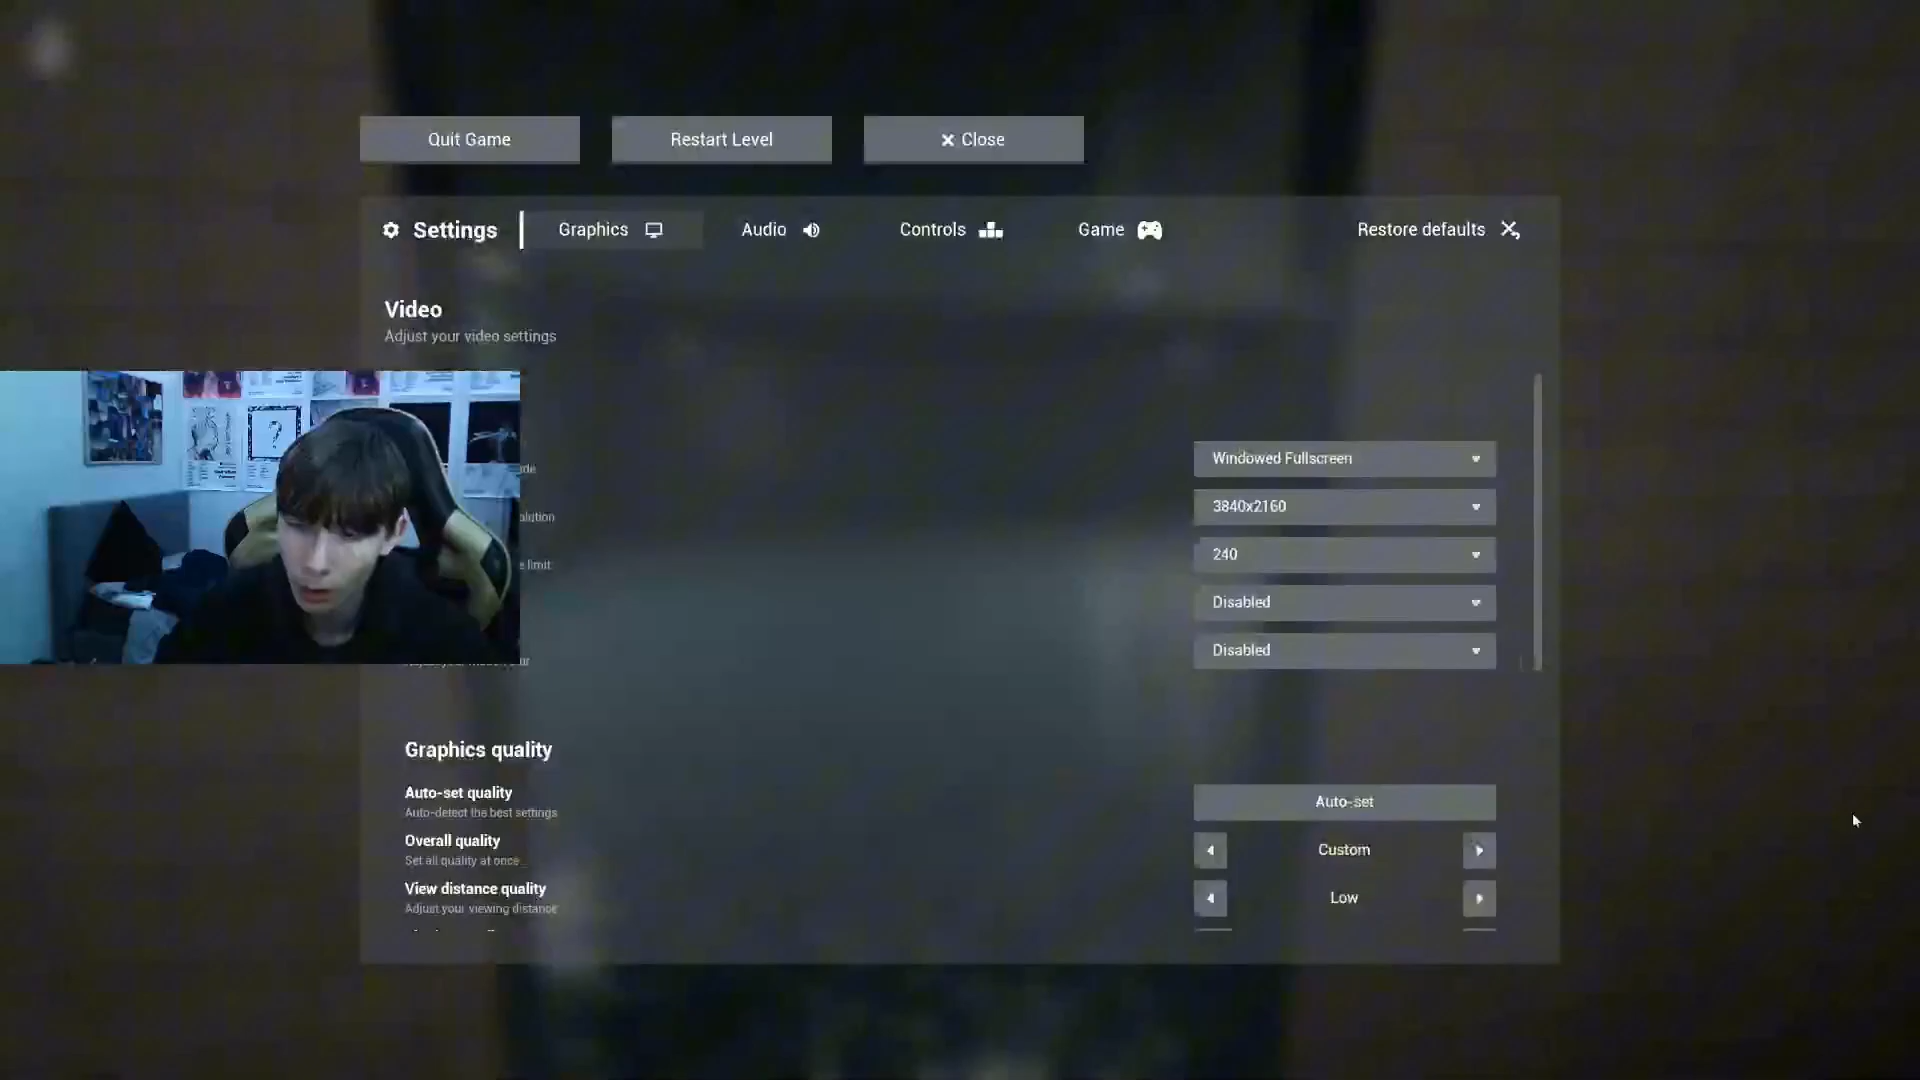 Quit Game
Restart Level
Close
Settings
Graphics
Audio
Controls
Game
Restore defaults
Video
Adjust your video settings
Windowed Fullscreen
3840x2160
240
e limit
Disabled
Disabled
Graphics quality
Auto-set quality
Auto-detect the best settings
Auto-set
Overall quality
Set all quality at once
Custom
View distance quality
Adjust your viewing distance
Low
?